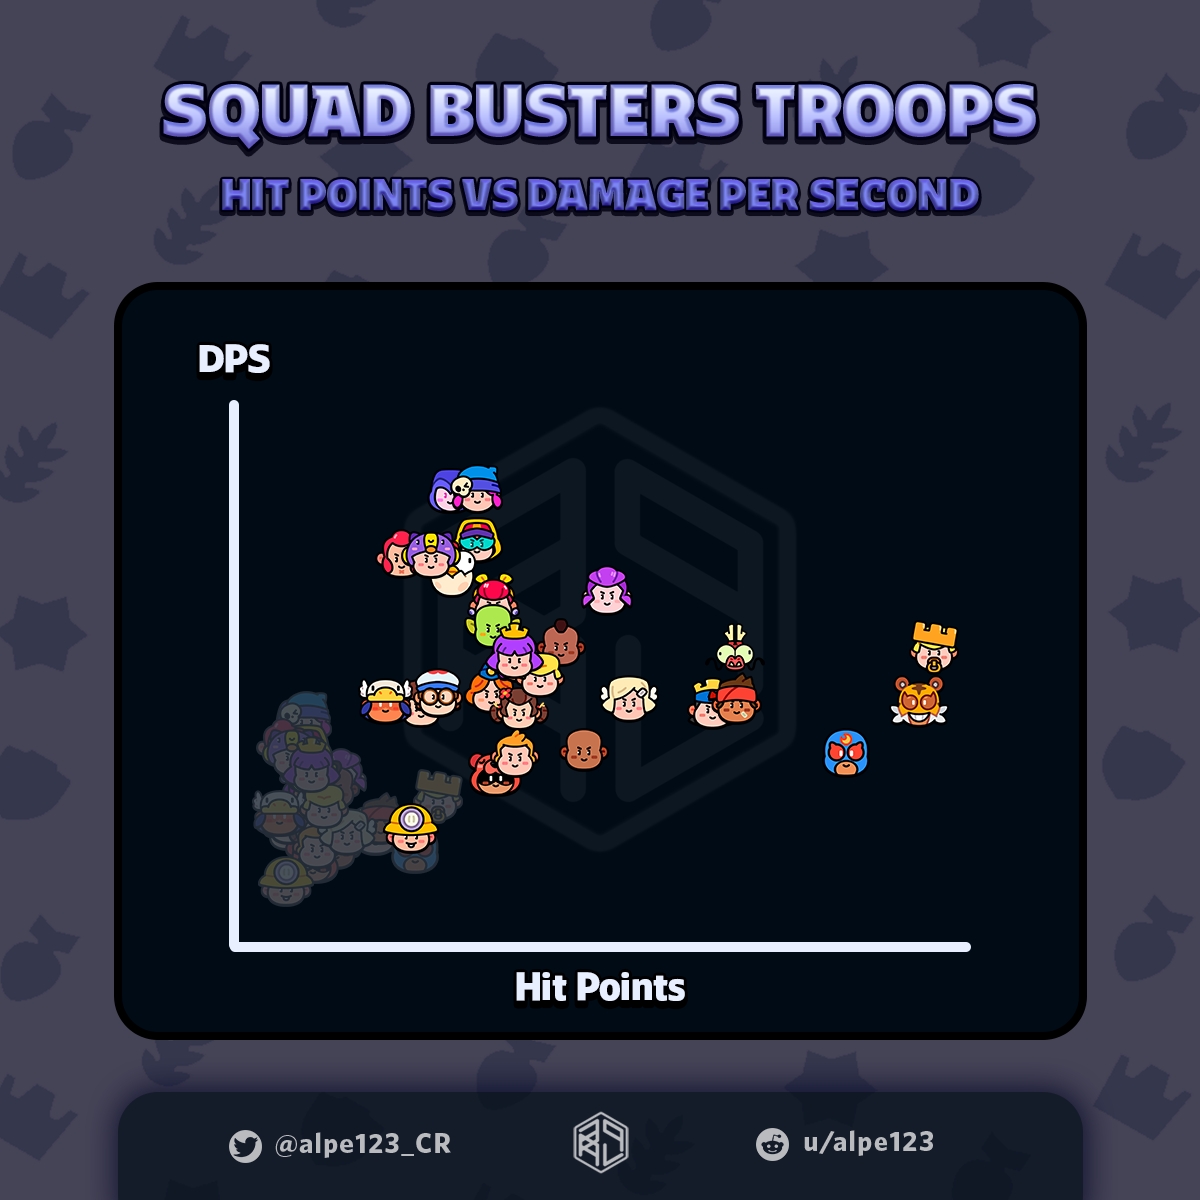 SQUAD BUSTERS TROOPS
HIT POINTS VS DAMAGE PER SECOND
DPS
Hit Points
@alpe123_CR
u/alpe123